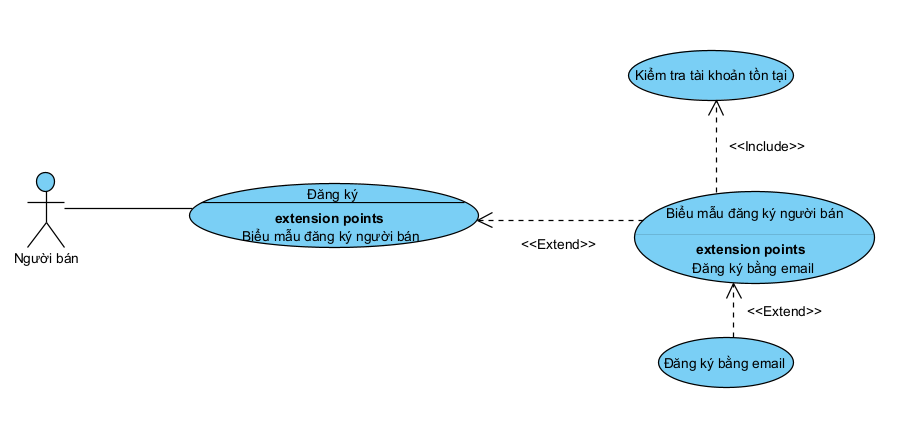 Kiểm tra tài khoản tồn tại
<<Include>>
Người bán
Đăng ký
extension points
Biểu mẫu đăng ký người bán
<<Extend>>
Biểu mẫu đăng ký người bán
extension points
Đăng ký bằng email
<<Extend>>
Đăng ký bằng email